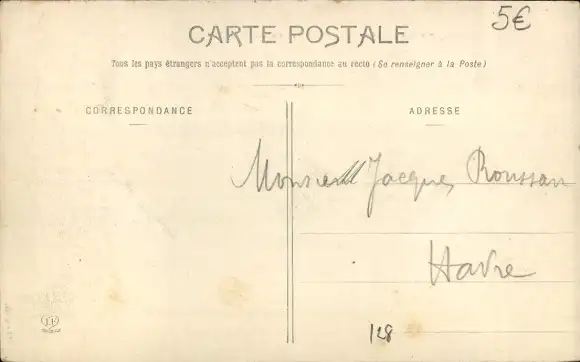 5€
CARTE POSTALE
Tous les pays étrangers n'acceptent pas la correspondance au recto (Se renseigner à la Poste)
CORRESPONDANCE
ADRESSE
Monsieur Jacques Roussan
Havre
128